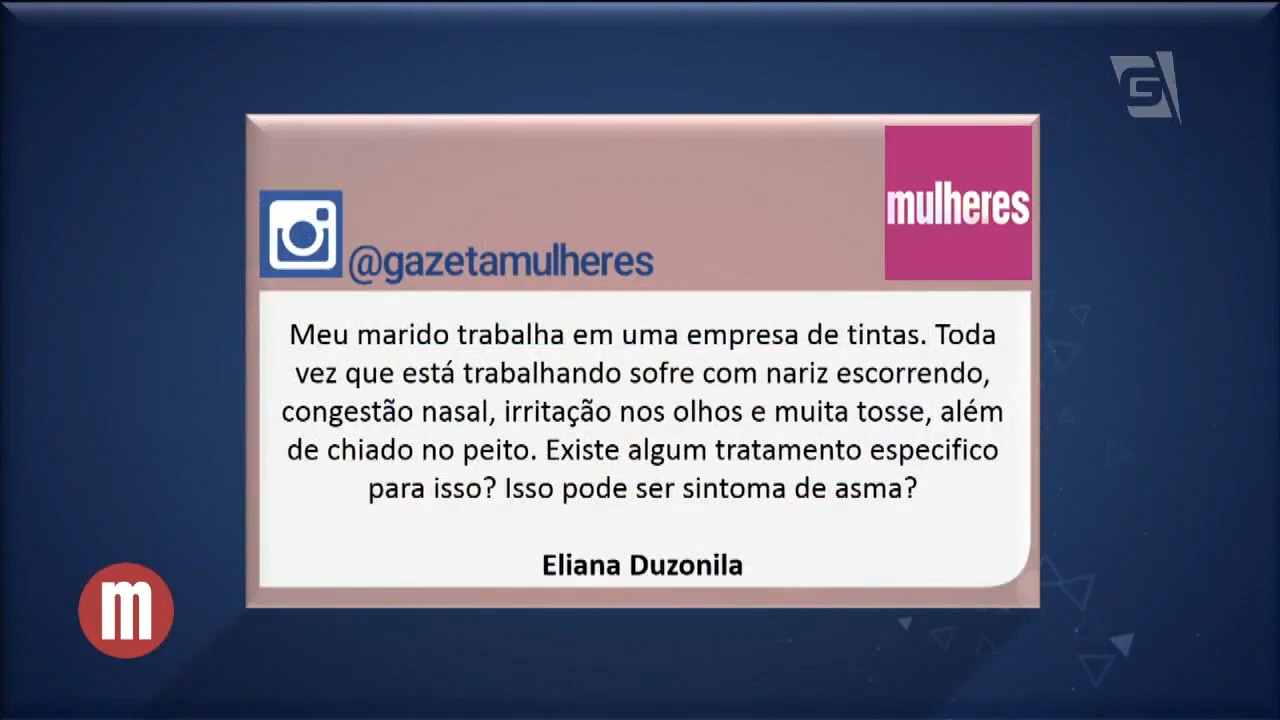 mulheres
@gazetamulheres
Meu marido trabalha em uma empresa de tintas. Toda
vez que está trabalhando sofre com nariz escorrendo,
congestão nasal, irritação nos olhos e muita tosse, além
de chiado no peito. Existe algum tratamento especifico
para isso? Isso pode ser sintoma de asma?
Eliana Duzonila
m
G